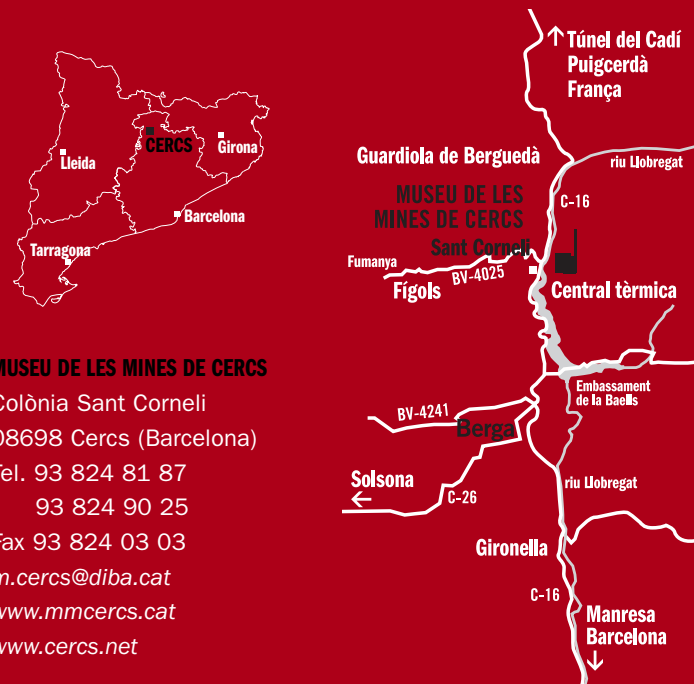 CERCS
Girona
Lleida
Barcelona
Tarragona
MUSEU DE LES MINES DE CERCS
Colònia Sant Corneli
08698 Cercs (Barcelona)
Tel. 93 824 81 87
93 824 90 25
Fax 93 824 03 03
m.cercs@diba.cat
www.mmcercs.cat
www.cercs.net
↑ Túnel del Cadí
Puigcerdà
França
Guardiola de Berguedà
riu Llobregat
C-16
MUSEU DE LES
MINES DE CERCS
Sant Corneli
Fumanya
BV-4025
Fígols
Central tèrmica
Embassament
de la Baells
BV-4241
Berga
Solsona
←
C-26
riu Llobregat
Gironella
C-16
Manresa
Barcelona
↓